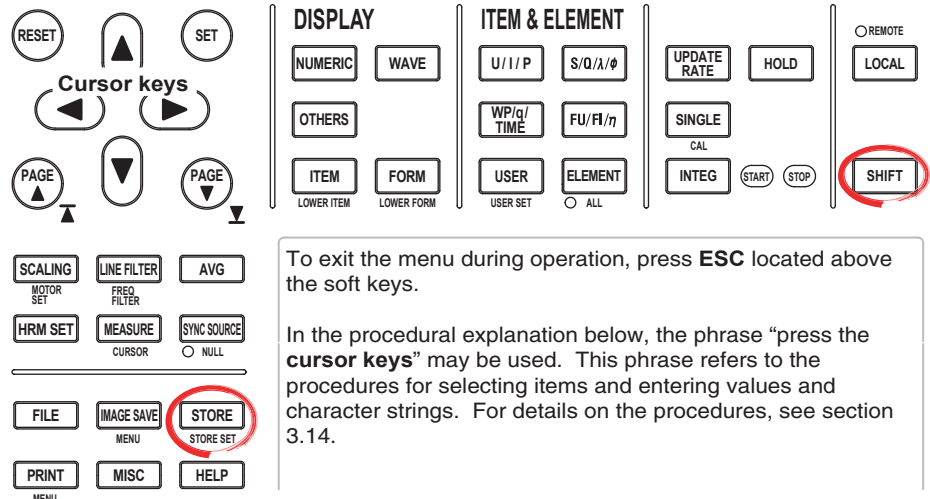 RESET
SET
Cursor keys
PAGE
PAGE
DISPLAY
NUMERIC
WAVE
OTHERS
ITEM
FORM
LOWER ITEM
LOWER FORM
ITEM & ELEMENT
U / I / P
S/Q/λ/ϕ
WP/q/
TIME
FU/FI/η
USER
ELEMENT
USER SET
ALL
UPDATE
RATE
HOLD
SINGLE
CAL
INTEG
START
STOP
REMOTE
LOCAL
SHIFT
SCALING
LINE FILTER
AVG
MOTOR
SET
FREQ
FILTER
HRM SET
MEASURE
SYNC SOURCE
CURSOR
NULL
FILE
IMAGE SAVE
STORE
MENU
STORE SET
PRINT
MISC
HELP
MENU
To exit the menu during operation, press ESC located above
the soft keys.
In the procedural explanation below, the phrase “press the
cursor keys” may be used.  This phrase refers to the
procedures for selecting items and entering values and
character strings.  For details on the procedures, see section
3.14.